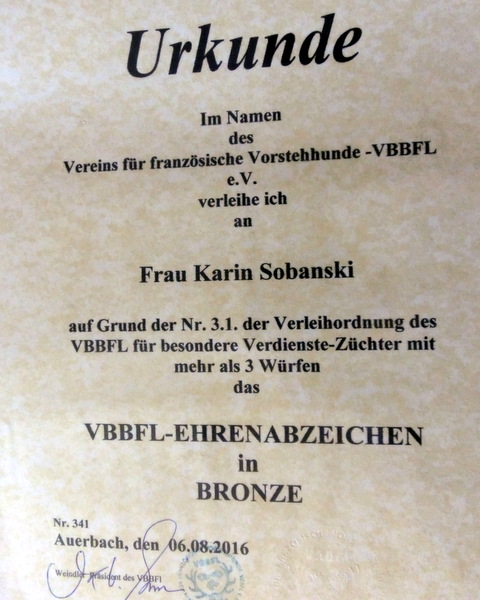 Urkunde
Im Namen
des
Vereins für französische Vorstehhunde -VBBFL
e.V.
verleihe ich
an
Frau Karin Sobanski
auf Grund der Nr. 3.1. der Verleihordnung des
VBBFL für besondere Verdienste-Züchter mit
mehr als 3 Würfen
das
VBBFL-EHRENABZEICHEN
in
BRONZE
Nr. 341
Auerbach, den 06.08.2016
Weindler-Präsident des VBBFl